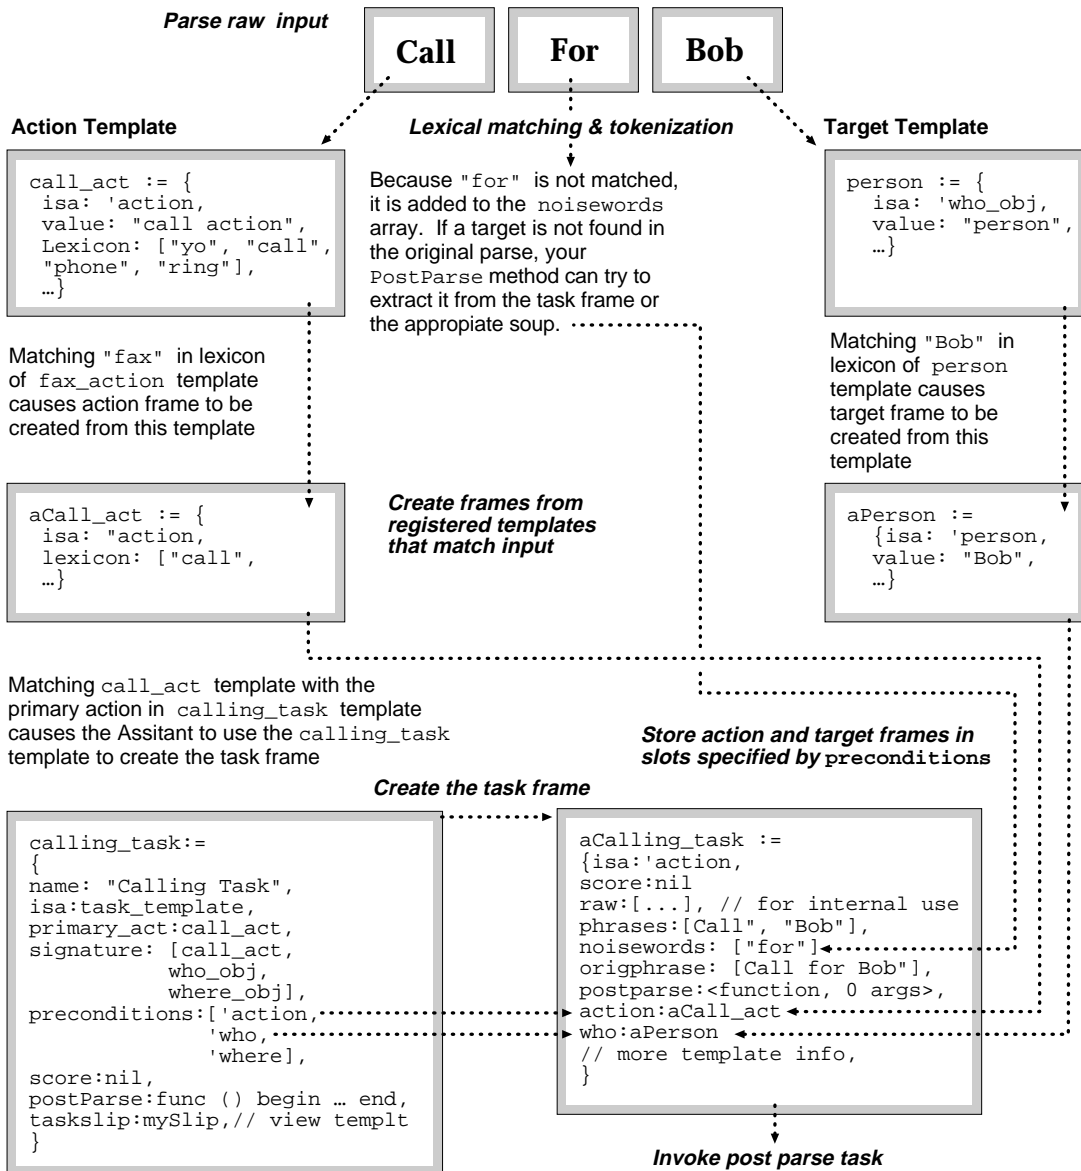 Parse raw input
Call
For
Bob
Action Template
Lexical matching & tokenization
Target Template
call_act := {
isa: 'action,
value: "call action",
Lexicon: ["yo", "call",
"phone", "ring"],
…}
Because "for" is not matched,
it is added to the noisewords
array. If a target is not found in
the original parse, your
PostParse method can try to
extract it from the task frame or
the appropiate soup.
person := {
isa: 'who_obj,
value: "person",
…}
Matching "fax" in lexicon
of fax_action template
causes action frame to be
created from this template
Matching "Bob" in
lexicon of person
template causes
target frame to be
created from this
template
aCall_act := {
isa: "action,
lexicon: ["call",
…}
Create frames from
registered templates
that match input
aPerson :=
{isa: 'person,
value: "Bob",
…}
Matching call_act template with the
primary action in calling_task template
causes the Assitant to use the calling_task
template to create the task frame
Store action and target frames in
slots specified by preconditions
Create the task frame
calling_task:=
{
name: "Calling Task",
isa:task_template,
primary_act:call_act,
signature: [call_act,
who_obj,
where_obj],
preconditions:['action,
'who,
'where],
score:nil,
postParse:func () begin … end,
taskslip:mySlip,// view templt
}
aCalling_task :=
{isa:'action,
score:nil
raw:[...], // for internal use
phrases:[Call", "Bob"],
noisewords: ["for"]
origphrase: [Call for Bob"],
postparse:<function, 0 args>,
action:aCall_act
who:aPerson
// more template info,
}
Invoke post parse task